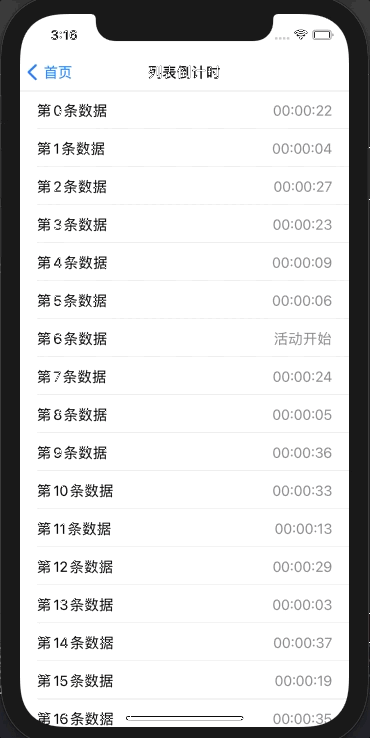 3:16
首页 列表倒计时
第0条数据 00:00:22
第1条数据 00:00:04
第2条数据 00:00:27
第3条数据 00:00:23
第4条数据 00:00:09
第5条数据 00:00:06
第6条数据 活动开始
第7条数据 00:00:24
第8条数据 00:00:05
第9条数据 00:00:36
第10条数据 00:00:33
第11条数据 00:00:13
第12条数据 00:00:29
第13条数据 00:00:03
第14条数据 00:00:37
第15条数据 00:00:19
第16条数据 00:00:35